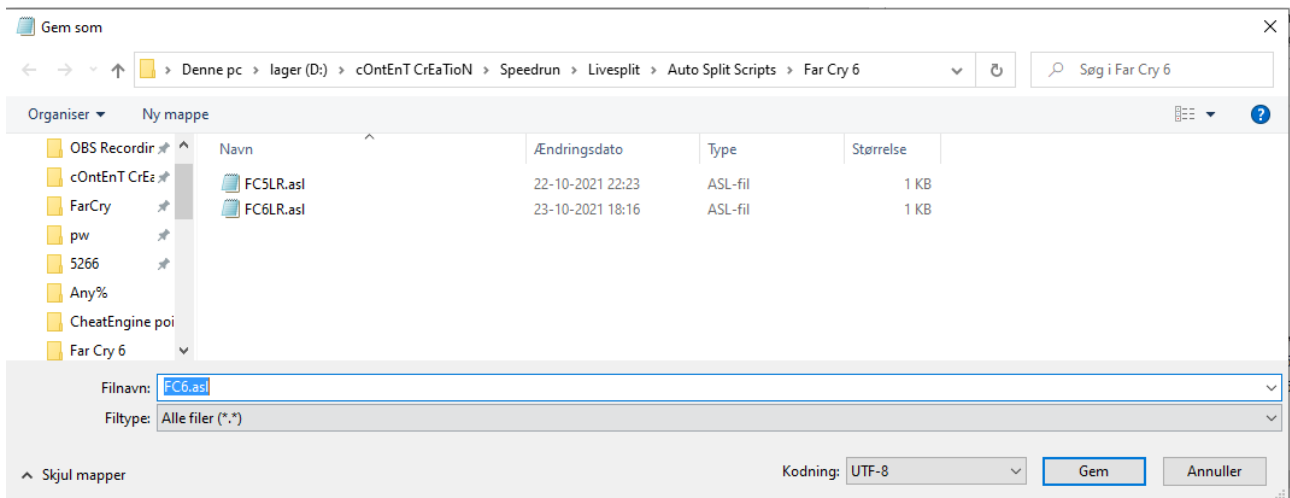 Gem som
Denne pc > lager (D:) > cOntEnT CrEaTioN > Speedrun > Livesplit > Auto Split Scripts > Far Cry 6
Søg i Far Cry 6
Organiser Ny mappe
OBS Recordir
cOntEnT CrEa
FarCry
pw
5266
Any%
CheatEngine poi
Far Cry 6
Navn Ændringsdato Type Størrelse
FC5LR.asl 22-10-2021 22:23 ASL-fil 1 KB
FC6LR.asl 23-10-2021 18:16 ASL-fil 1 KB
Filnavn: FC6.asl
Filtype: Alle filer (*.*)
Skjul mapper
Kodning: UTF-8 Gem Annuller